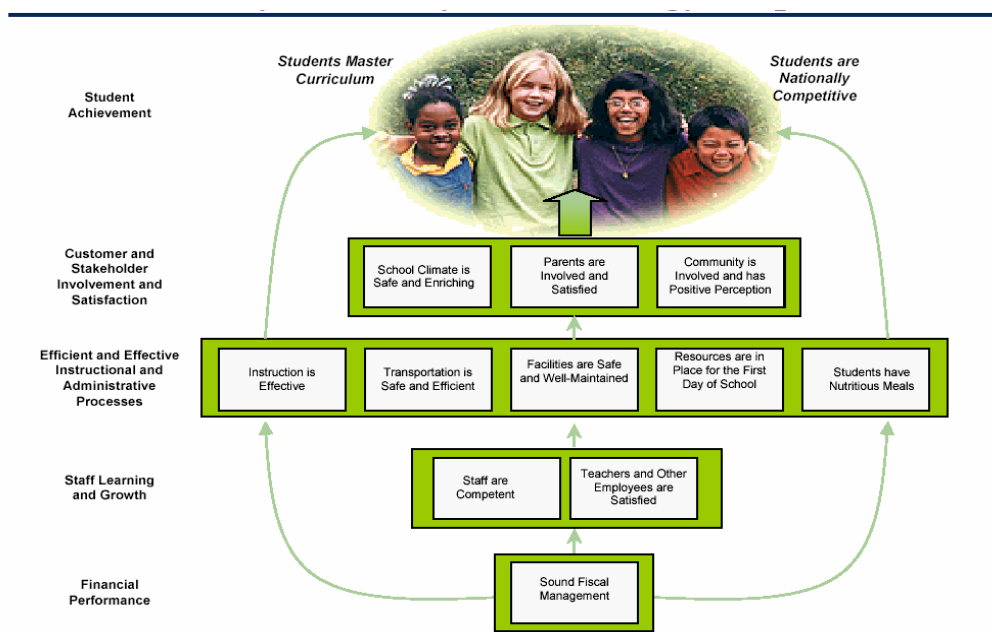 Students Master
Curriculum
Students are
Nationally
Competitive
Student
Achievement
Customer and
Stakeholder
Involvement and
Satisfaction
School Climate is
Safe and Enriching
Parents are
Involved and
Satisfied
Community is
Involved and has
Positive Perception
Efficient and Effective
Instructional and
Administrative
Processes
Instruction is
Effective
Transportation is
Safe and Efficient
Facilities are Safe
and Well-Maintained
Resources are in
Place for the First
Day of School
Students have
Nutritious Meals
Staff Learning
and Growth
Staff are
Competent
Teachers and Other
Employees are
Satisfied
Financial
Performance
Sound Fiscal
Management